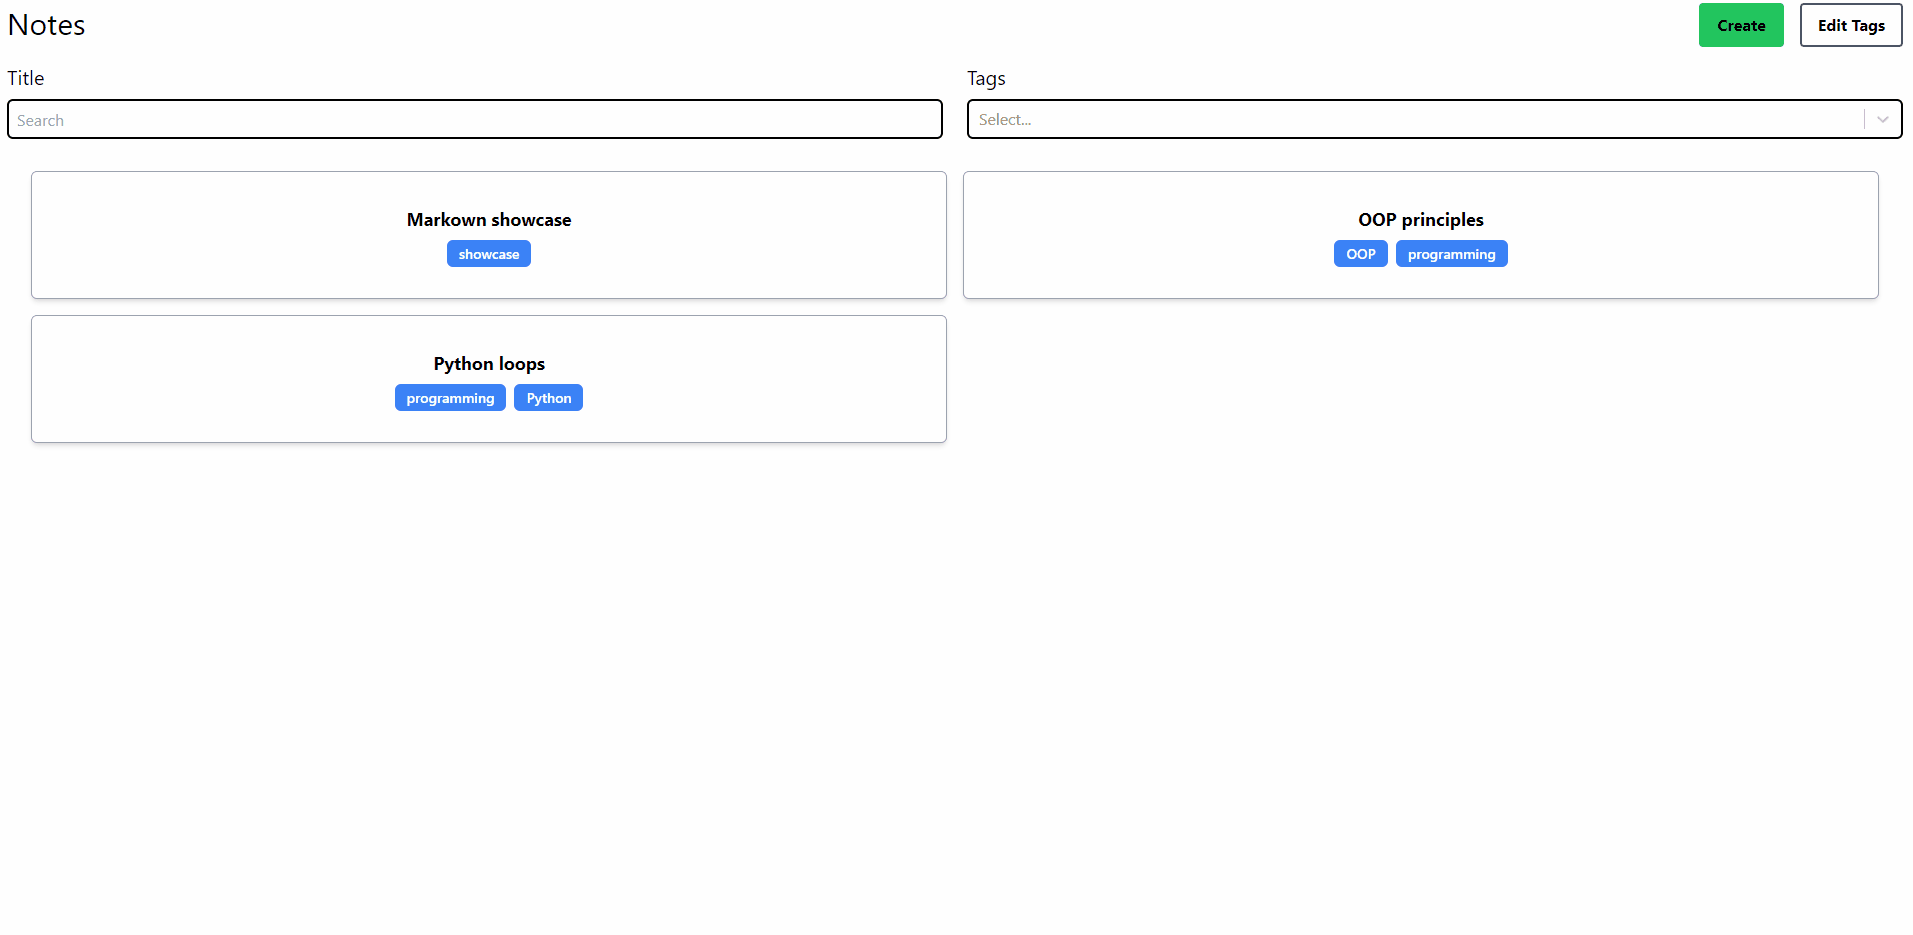 Notes
Create
Edit Tags
Title
Tags
Search
Select...
Markown showcase
showcase
OOP principles
OOP programming
Python loops
programming Python